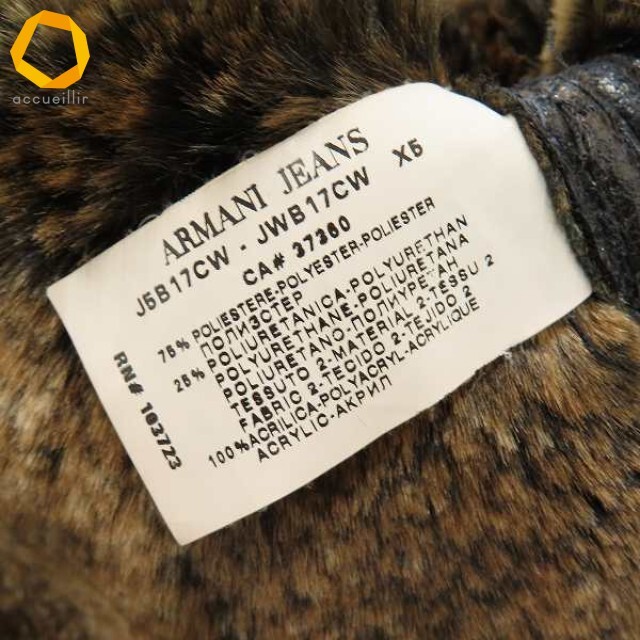 accueillir
ARMANI JEANS
J5B17CW - JWB17CW X5
CA# 37360
75% POLIESTERE-POLYESTER-POLIESTER
ПОЛИЗОТЕР
25% POLIURETANICA-POLYURETHAN
POLYURETHANE-POLIURETANA
POLIURETANO-ПОЛИУРЕТАН
TESSUTO 2-MATERIAL 2-TESSU 2
FABRIC 2-TECIDO 2-TEJIDO 2
100% ACRILICA-POLYACRYL-ACRYLIQUE
ACRYLIC-АКРИЛ
RN# 103773